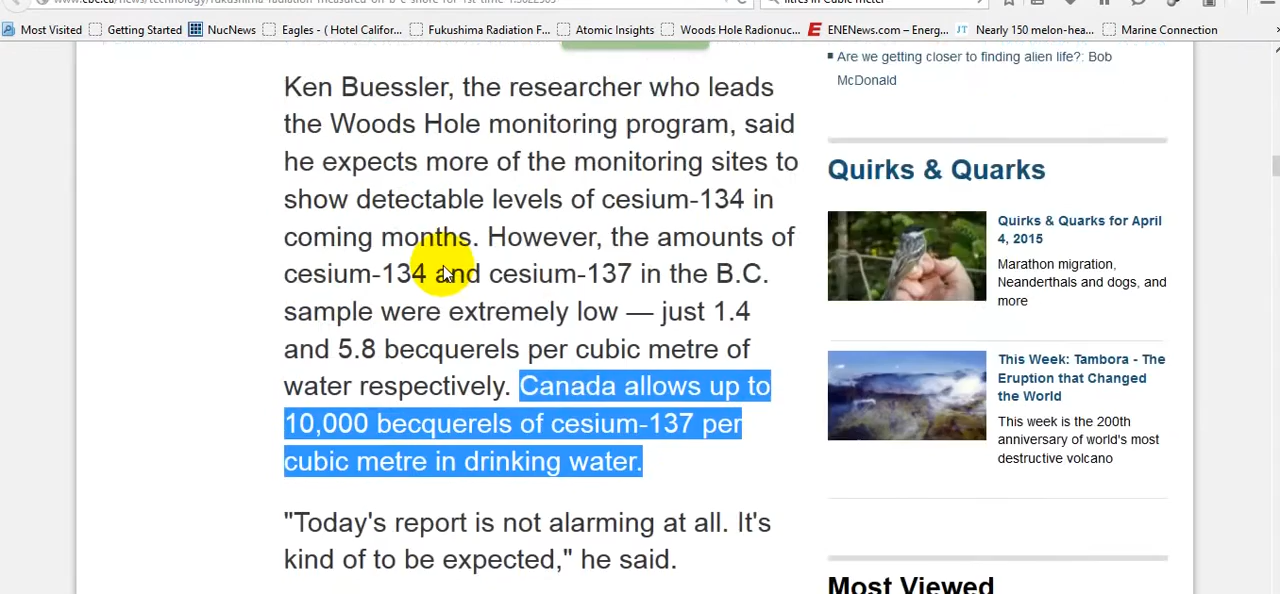 Most Visited Getting Started NucNews Eagles - ( Hotel Califor... Fukushima Radiation F... Atomic Insights Woods Hole Radionuc... ENENews.com – Energ... Nearly 150 melon-hea... Marine Connection
Ken Buessler, the researcher who leads
the Woods Hole monitoring program, said
he expects more of the monitoring sites to
show detectable levels of cesium-134 in
coming months. However, the amounts of
cesium-134 and cesium-137 in the B.C.
sample were extremely low — just 1.4
and 5.8 becquerels per cubic metre of
water respectively. Canada allows up to
10,000 becquerels of cesium-137 per
cubic metre in drinking water.
"Today's report is not alarming at all. It's
kind of to be expected," he said.
Are we getting closer to finding alien life?: Bob
McDonald
Quirks & Quarks
Quirks & Quarks for April
4, 2015
Marathon migration,
Neanderthals and dogs, and
more
This Week: Tambora - The
Eruption that Changed
the World
This week is the 200th
anniversary of world's most
destructive volcano
Most Viewed